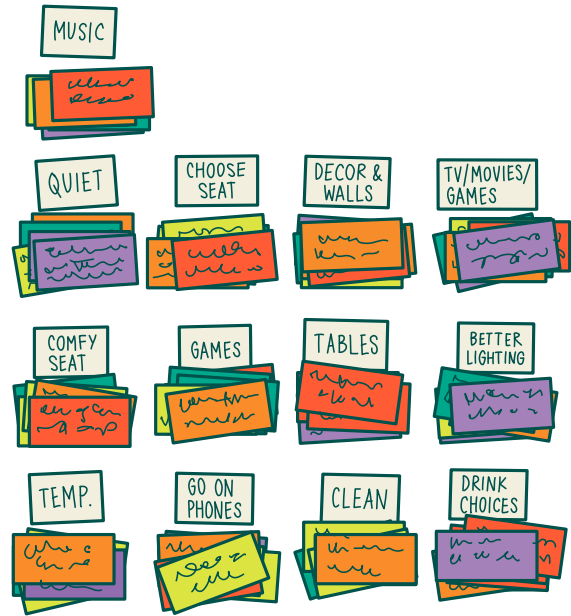 MUSIC
QUIET
CHOOSE
SEAT
DECOR &
WALLS
TV/MOVIES/
GAMES
COMFY
SEAT
GAMES
TABLES
BETTER
LIGHTING
TEMP.
GO ON
PHONES
CLEAN
DRINK
CHOICES